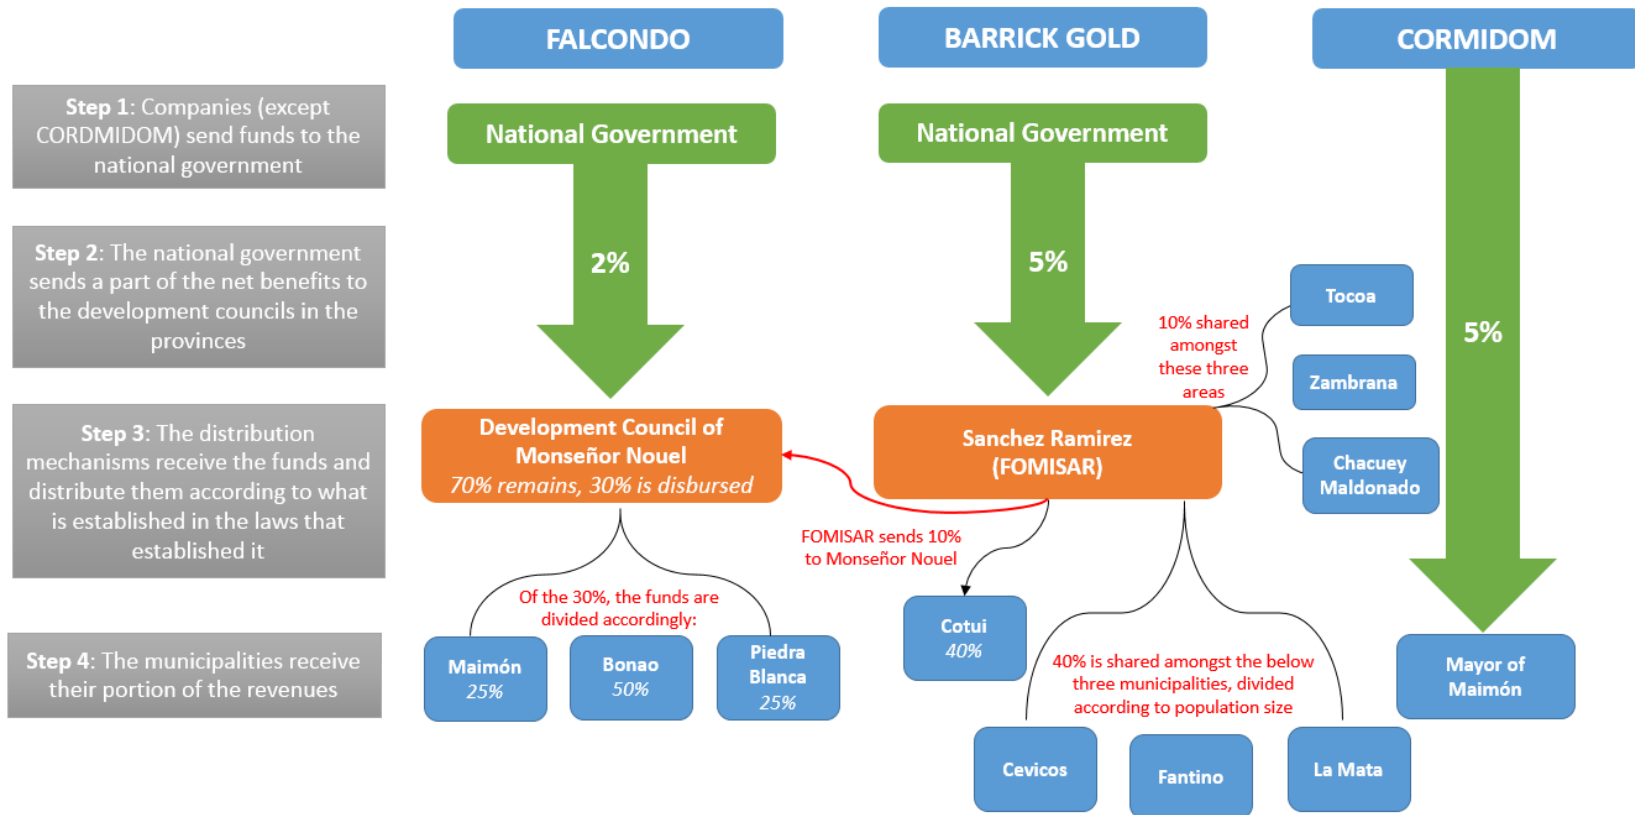 FALCONDO
BARRICK GOLD
CORMIDOM
Step 1: Companies (except
CORDMIDOM) send funds to the
national government
National Government
National Government
Step 2: The national government
sends a part of the net benefits to
the development councils in the
provinces
2%
5%
5%
10% shared
amongst
these three
areas
Tocoa
Zambrana
Chacuey
Maldonado
Step 3: The distribution
mechanisms receive the funds and
distribute them according to what
is established in the laws that
established it
Development Council of
Monseñor Nouel
70% remains, 30% is disbursed
Sanchez Ramirez
(FOMISAR)
FOMISAR sends 10%
to Monseñor Nouel
Of the 30%, the funds are
divided accordingly:
Step 4: The municipalities receive
their portion of the revenues
Maimón
25%
Bonao
50%
Piedra
Blanca
25%
Cotui
40%
40% is shared amongst the below
three municipalities, divided
according to population size
Cevicos
Fantino
La Mata
Mayor of
Maimón